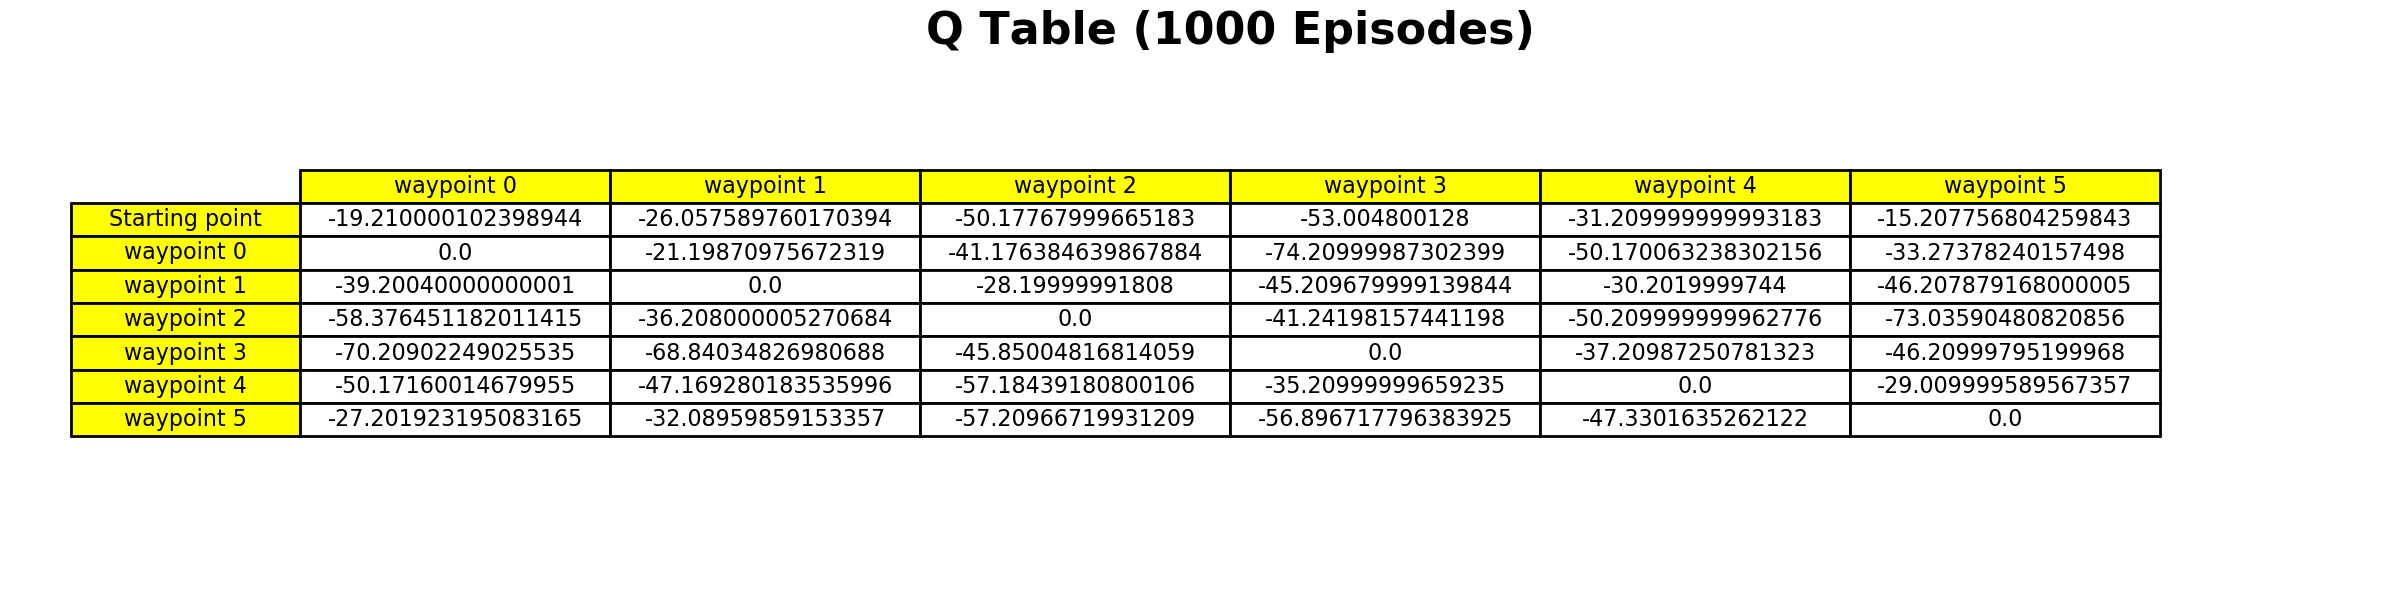 Q Table (1000 Episodes)
waypoint 0 waypoint 1 waypoint 2 waypoint 3 waypoint 4 waypoint 5
Starting point -19.210000102398944 -26.057589760170394 -50.17767999665183 -53.004800128 -31.209999999993183 -15.207756804259843
waypoint 0 0.0 -21.19870975672319 -41.176384639867884 -74.20999987302399 -50.170063238302156 -33.27378240157498
waypoint 1 -39.20040000000001 0.0 -28.19999991808 -45.209679999139844 -30.2019999744 -46.207879168000005
waypoint 2 -58.376451182011415 -36.208000005270684 0.0 -41.24198157441198 -50.209999999962776 -73.03590480820856
waypoint 3 -70.20902249025535 -68.84034826980688 -45.85004816814059 0.0 -37.20987250781323 -46.20999795199968
waypoint 4 -50.17160014679955 -47.169280183535996 -57.18439180800106 -35.20999999659235 0.0 -29.009999589567357
waypoint 5 -27.201923195083165 -32.08959859153357 -57.20966719931209 -56.896717796383925 -47.3301635262122 0.0